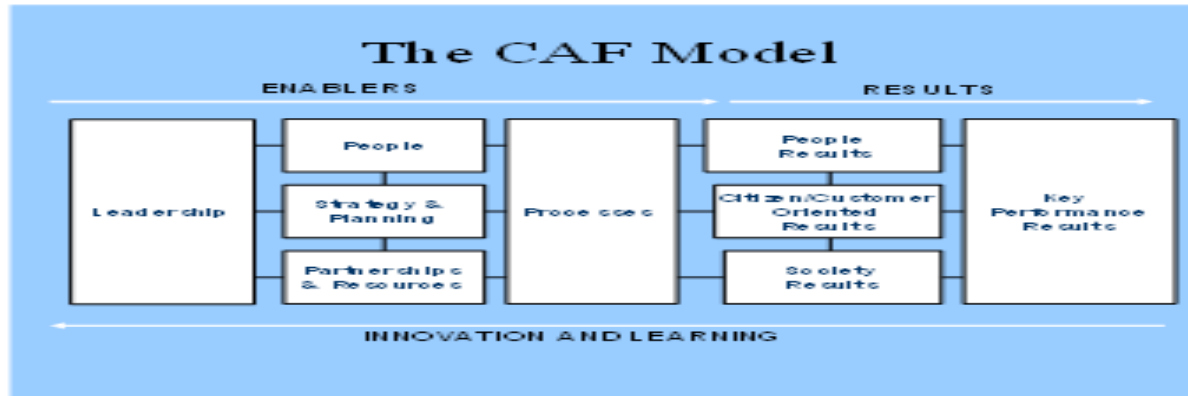 The CAF Model
ENABLERS
RESULTS
Leadership
People
Strategy &
Planning
Partnerships
& Resources
Processes
People
Results
Citizen/Customer
Oriented
Results
Society
Results
Key
Performance
Results
INNOVATION AND LEARNING